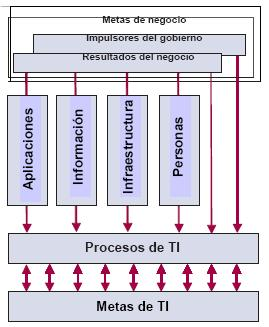 Metas de negocio
Impulsores del gobierno
Resultados del negocio
Aplicaciones
Información
Infraestructura
Personas
Procesos de TI
Metas de TI